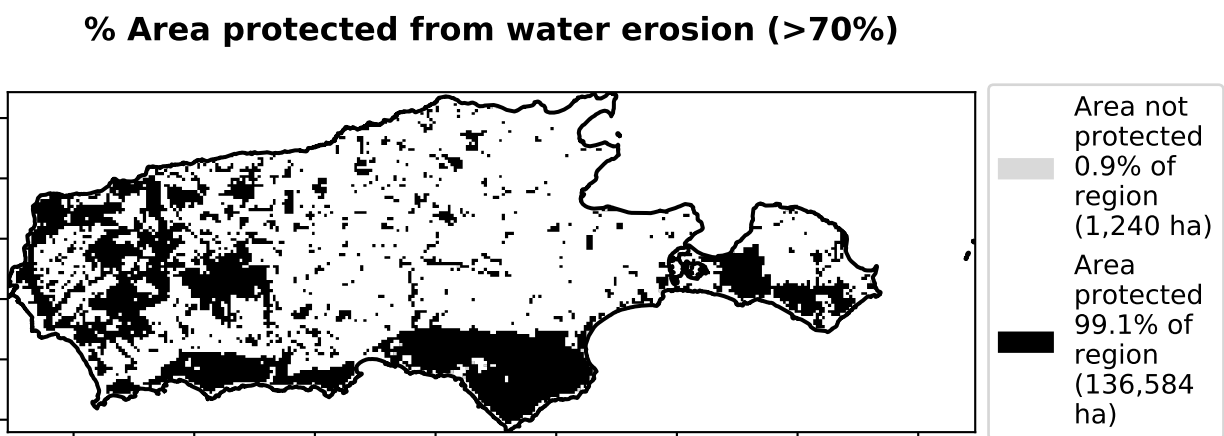 % Area protected from water erosion (>70%)
Area not
protected
0.9% of
region
(1,240 ha)
Area
protected
99.1% of
region
(136,584
ha)